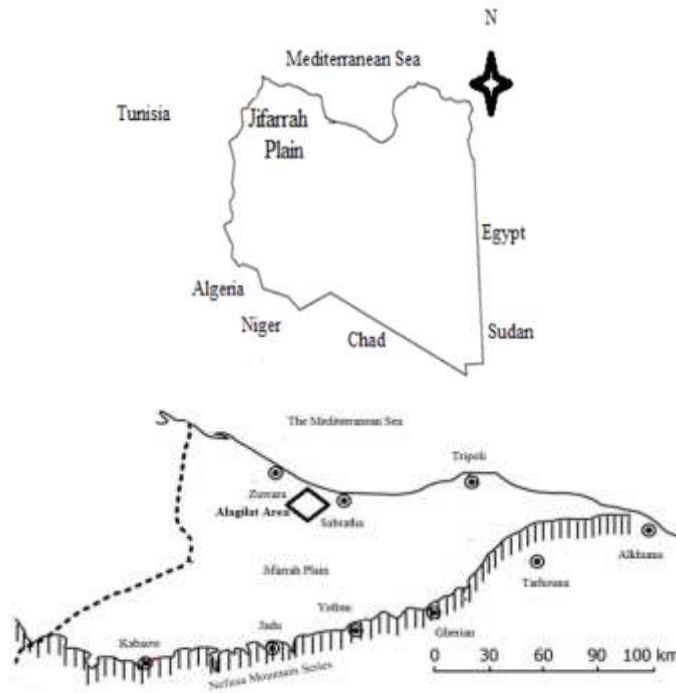 N
Mediterranean Sea
Tunisia
Jifarrah
Plain
Egypt
Algeria
Niger
Chad
Sudan
The Mediterranean Sea
Tripoli
Zuwara
Alagilat Area
Sabratha
Alkhums
Jifarrah Plain
Tarhouna
Yefren
Jadu
Gherian
Kabaow
Nefusa Mountain Series
0 30 60 90 100 km